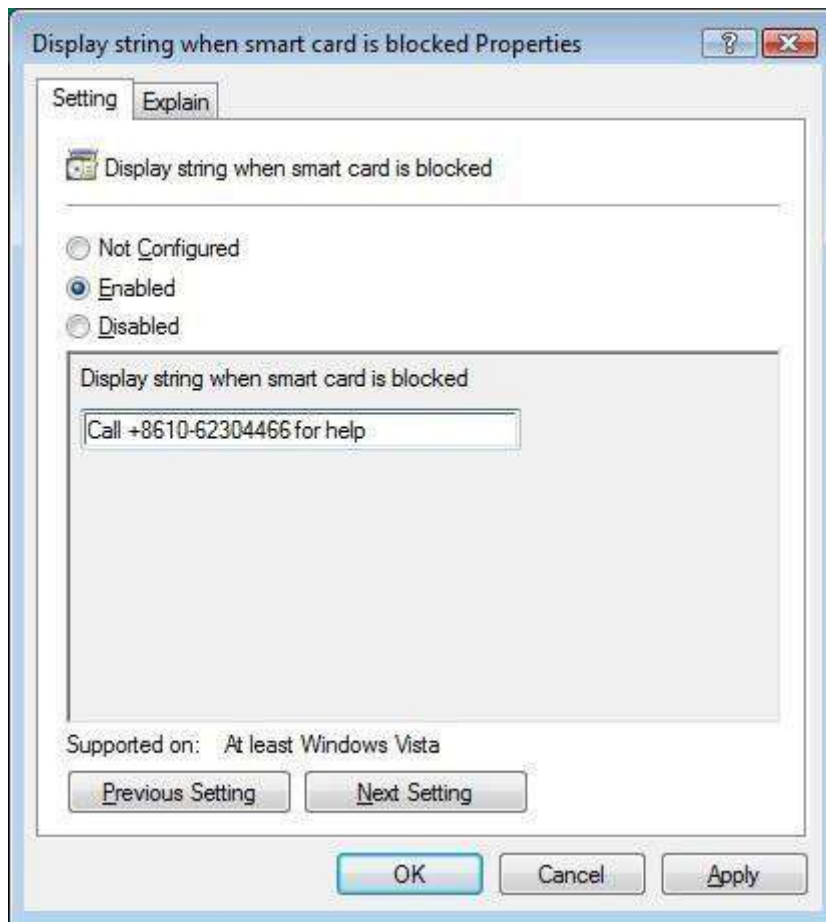 Display string when smart card is blocked Properties
Setting Explain
Display string when smart card is blocked
Not Configured
Enabled
Disabled
Display string when smart card is blocked
Call +8610-62304466 for help
Supported on: At least Windows Vista
Previous Setting Next Setting
OK Cancel Apply